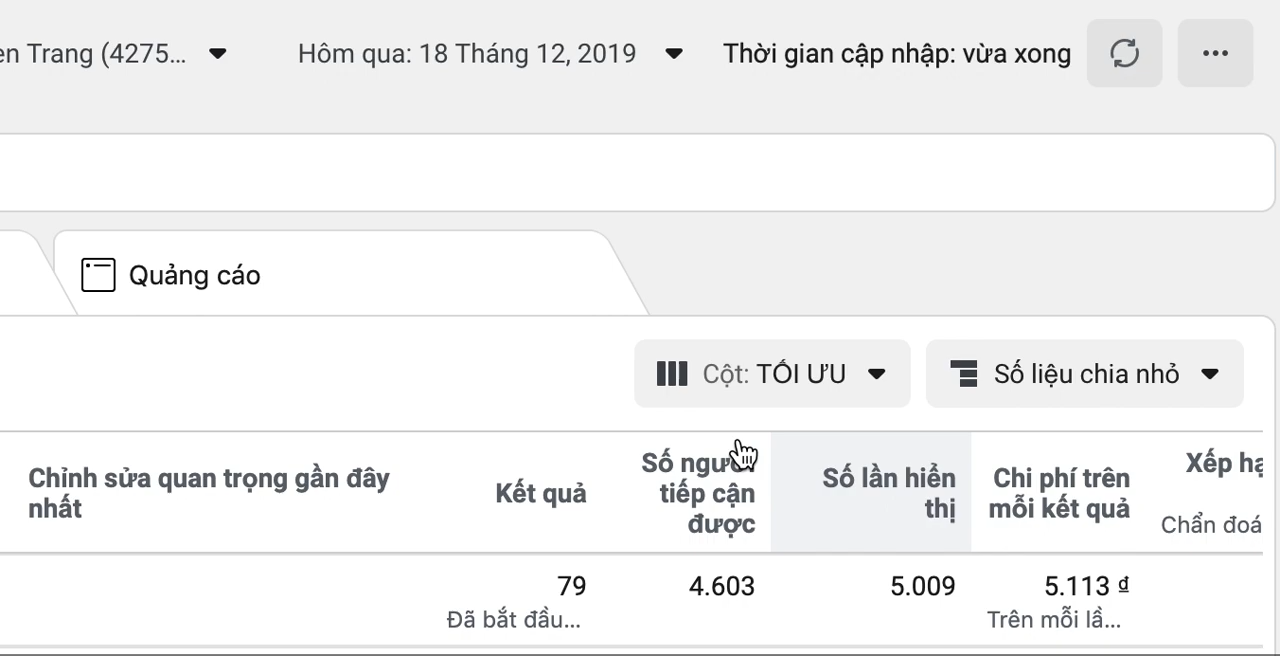 en Trang (4275...
Hôm qua: 18 Tháng 12, 2019
Thời gian cập nhập: vừa xong
Quảng cáo
Cột: TỐI ƯU
Số liệu chia nhỏ
Chỉnh sửa quan trọng gần đây
nhất
Kết quả
Số người
tiếp cận
được
Số lần hiển
thị
Chi phí trên
mỗi kết quả
Xếp hạ
Chẩn đoá
79
Đã bắt đầu...
4.603
5.009
5.113 ₫
Trên mỗi lầ...